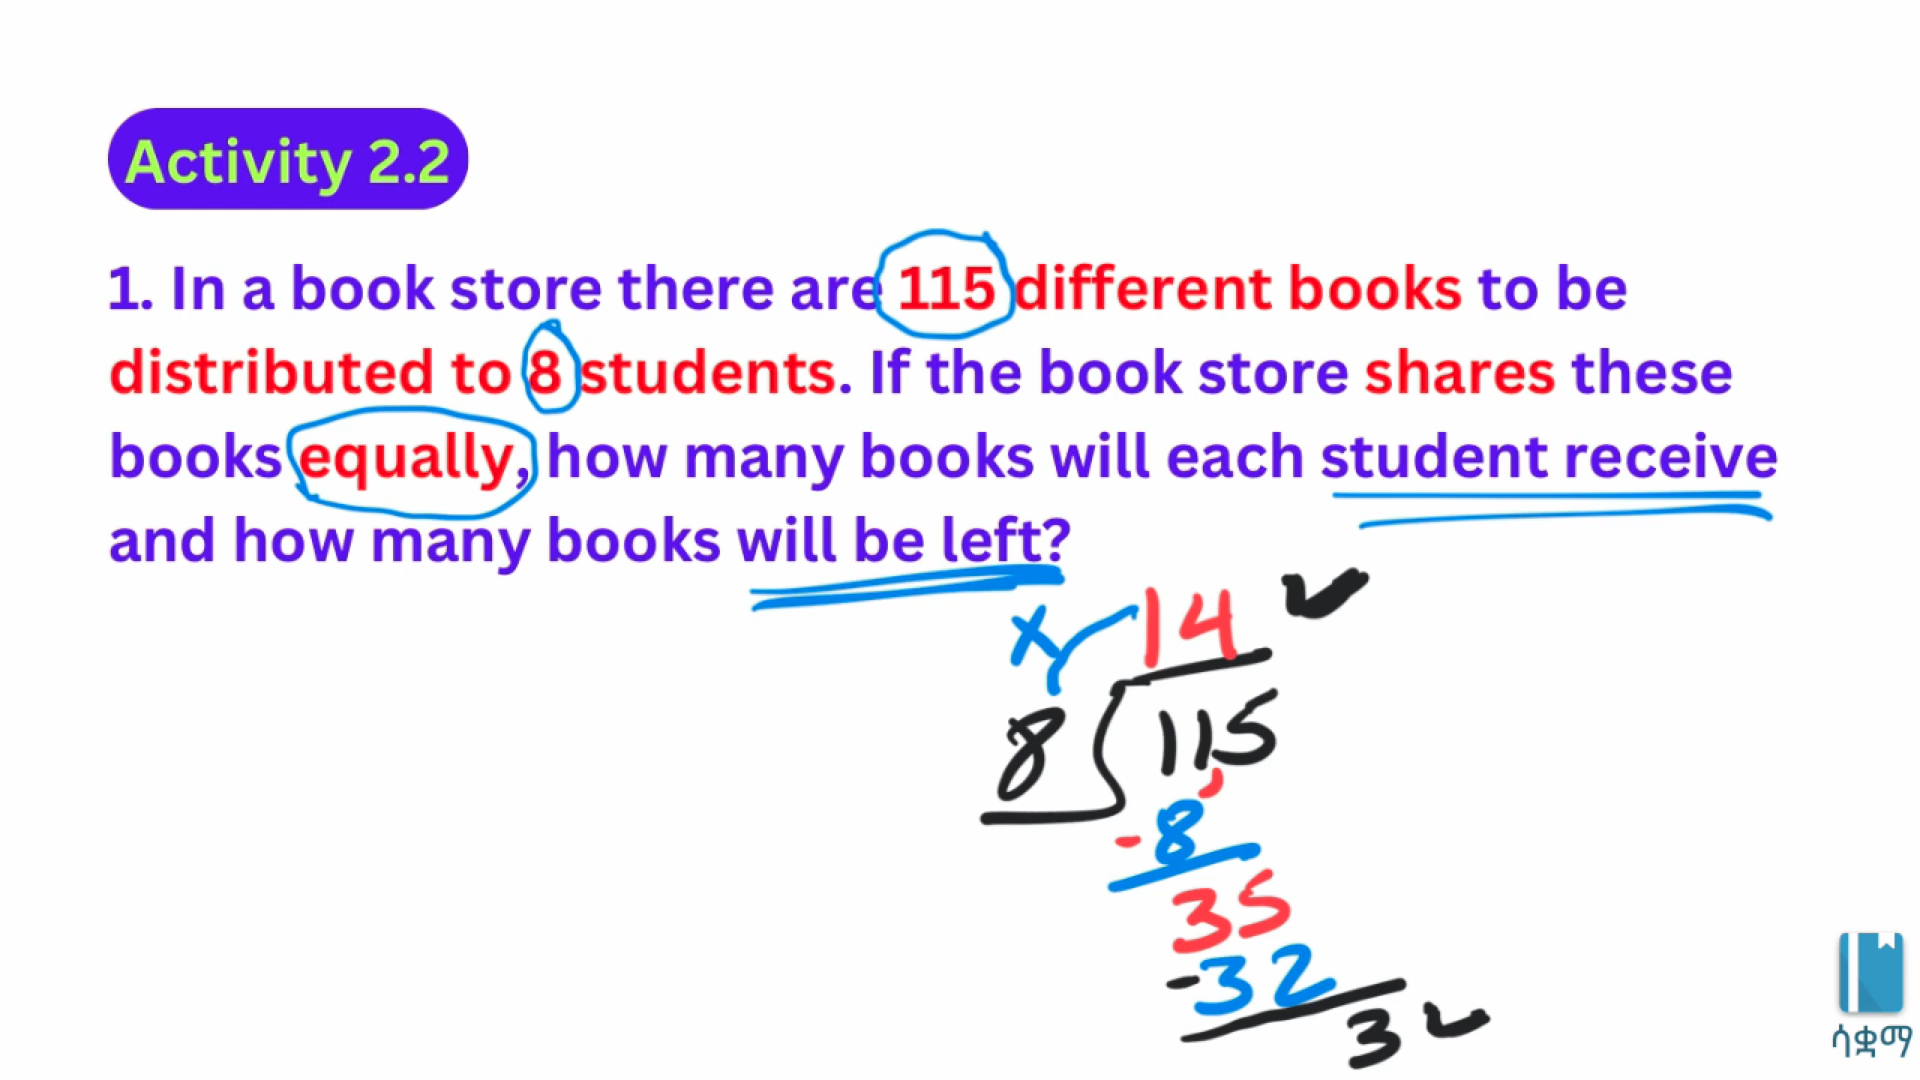 Activity 2.2
1. In a book store there are 115 different books to be
distributed to 8 students. If the book store shares these
books equally, how many books will each student receive
and how many books will be left?
x 14
8 115
-8
35
-32
3
ሳቋማ